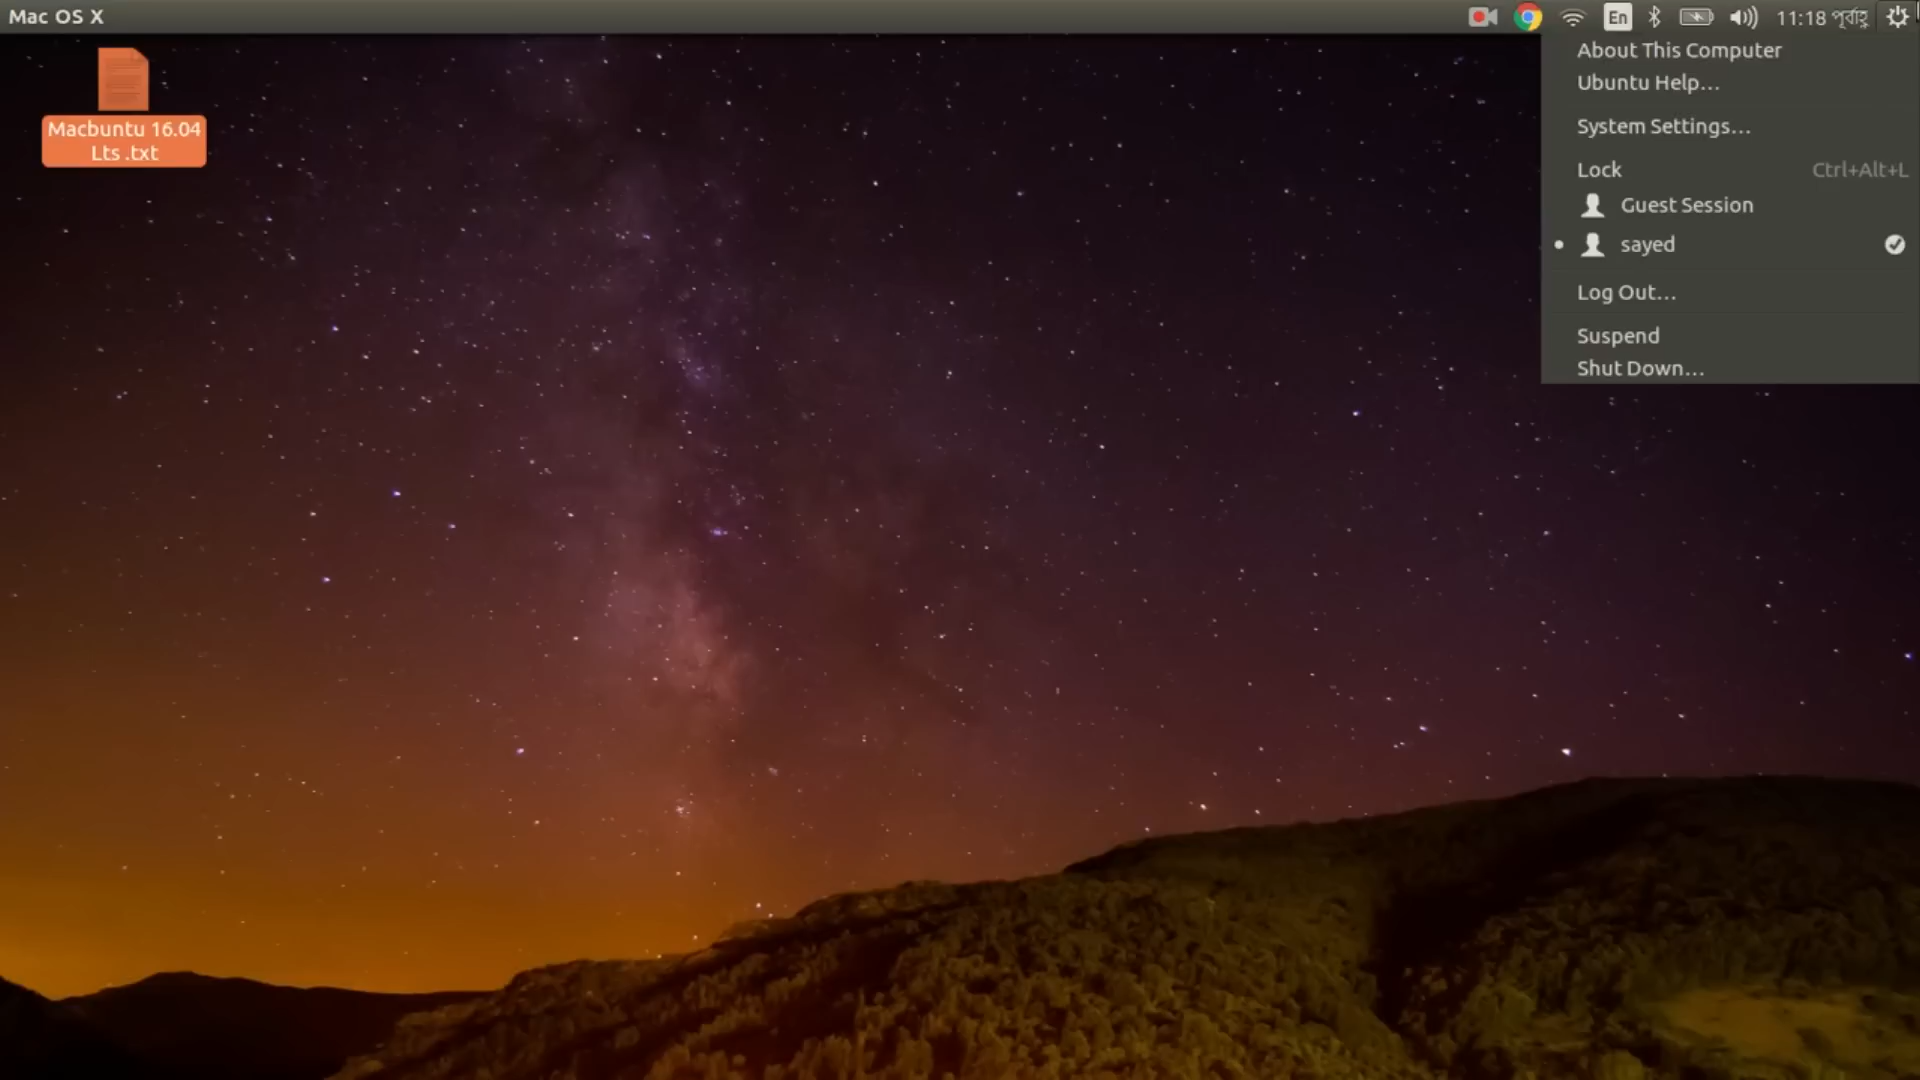 Mac OS X
En
11:18 পূর্বাহ্ণ
Macbuntu 16.04
Lts .txt
About This Computer
Ubuntu Help...
System Settings...
Lock Ctrl+Alt+L
Guest Session
sayed
Log Out...
Suspend
Shut Down...